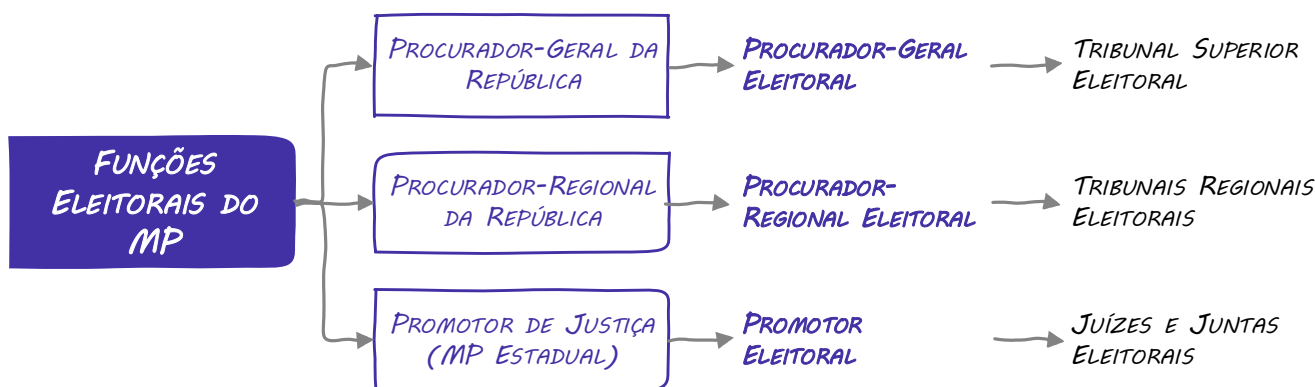 Funções
Eleitorais do
MP
Procurador-Geral da
República
Procurador-Geral
Eleitoral
Tribunal Superior
Eleitoral
Procurador-Regional
da República
Procurador-
Regional Eleitoral
Tribunais Regionais
Eleitorais
Promotor de Justiça
(MP Estadual)
Promotor
Eleitoral
Juízes e Juntas
Eleitorais